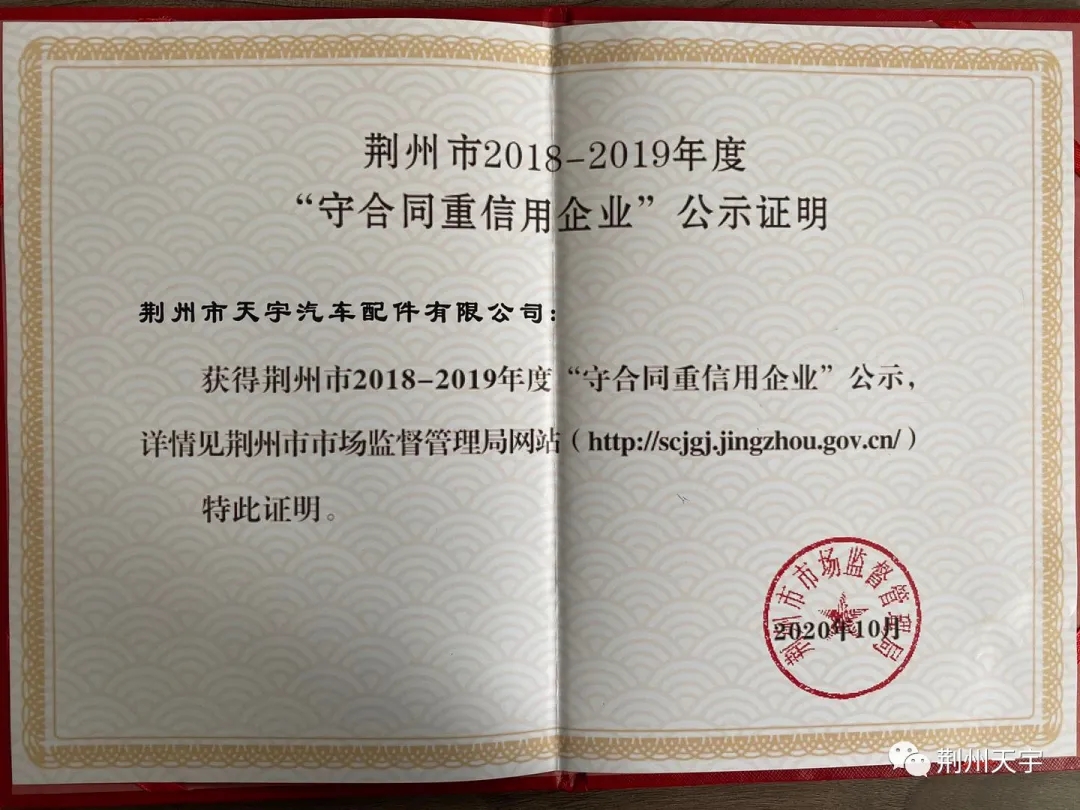 荆州市2018-2019年度
“守合同重信用企业”公示证明
荆州市天宇汽车配件有限公司:
获得荆州市2018-2019年度“守合同重信用企业”公示,
详情见荆州市市场监督管理局网站（http://scjgj.jingzhou.gov.cn/）
特此证明。
荆州市市场监督管理局
2020年10月
荆州天宇